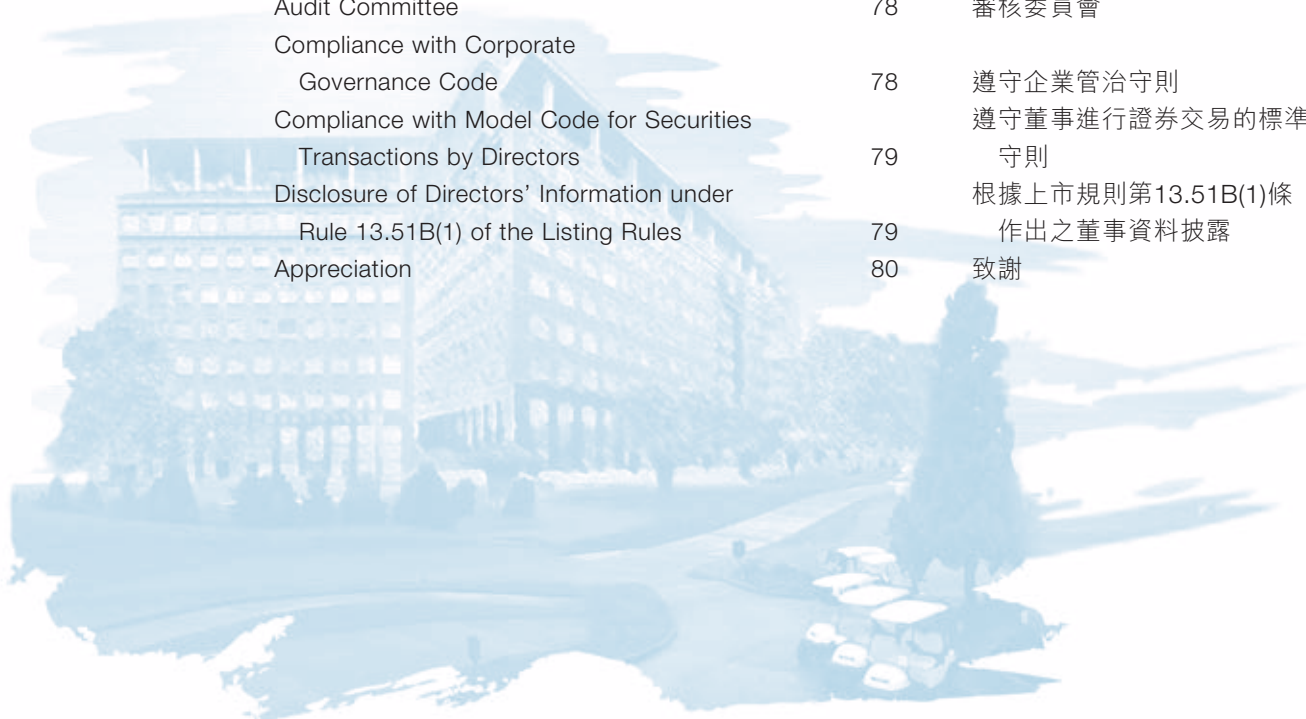 Audit Committee 78 審核委員會
Compliance with Corporate
Governance Code 78 遵守企業管治守則
Compliance with Model Code for Securities 遵守董事進行證券交易的標準
Transactions by Directors 79 守則
Disclosure of Directors’ Information under 根據上市規則第13.51B(1)條
Rule 13.51B(1) of the Listing Rules 79 作出之董事資料披露
Appreciation 80 致謝